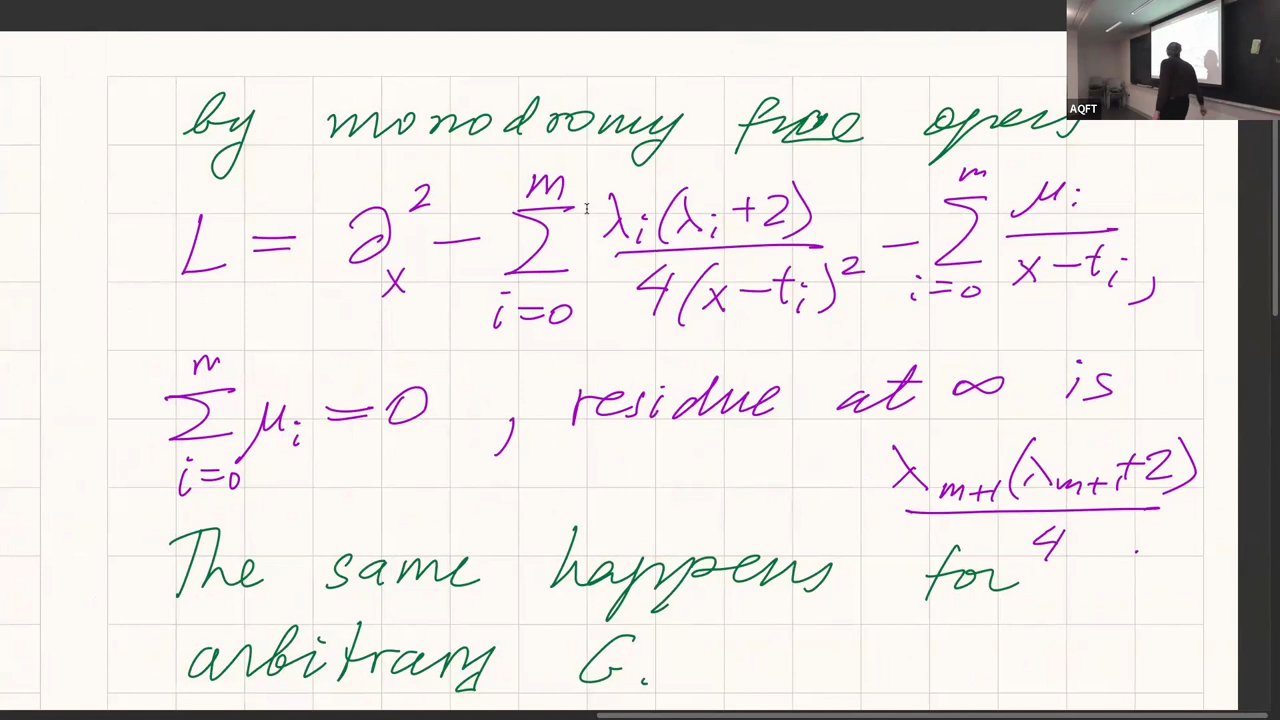 by monodromy free opers
L = ∂_x^2 − ∑_{i=0}^{m} λ_i(λ_i+2)/4(x−t_i)^2 − ∑_{i=0}^{m} μ_i/(x−t_i),
∑_{i=0}^{m} μ_i = 0, residue at ∞ is
λ_{m+1}(λ_{m+1}+2)/4.
The same happens for
arbitrary G.
AQFT